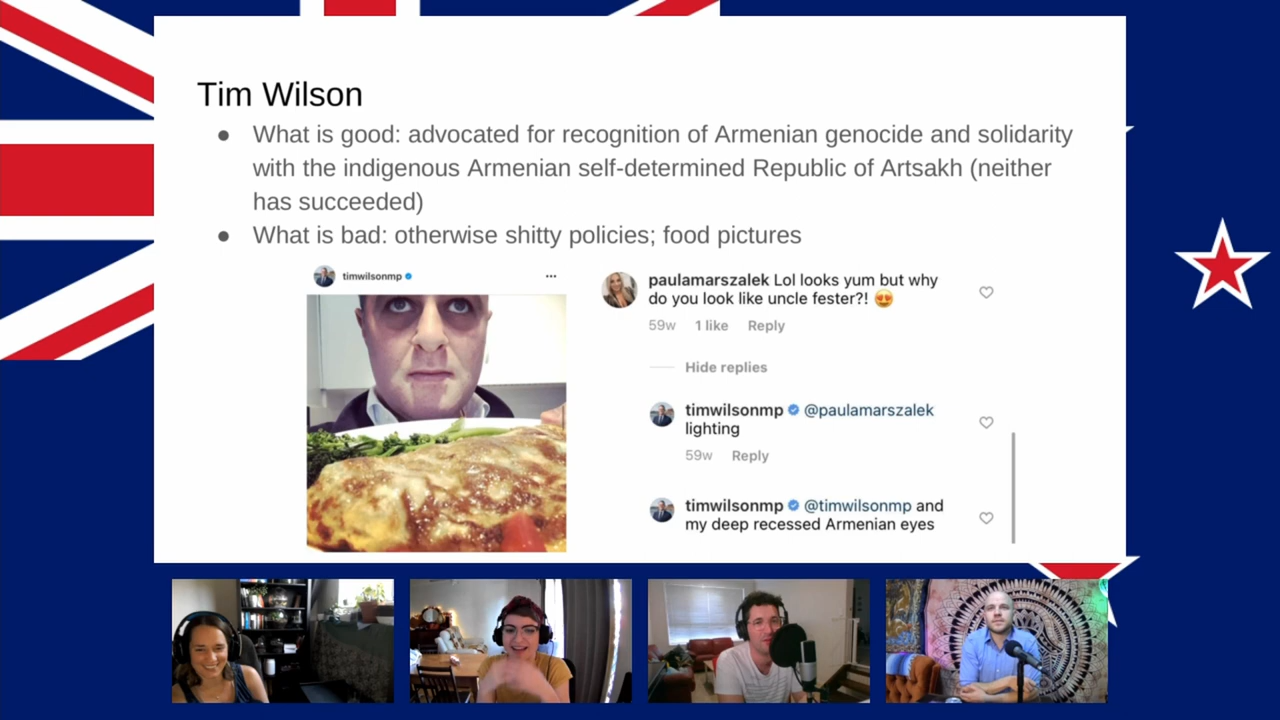 Tim Wilson
● What is good: advocated for recognition of Armenian genocide and solidarity
with the indigenous Armenian self-determined Republic of Artsakh (neither
has succeeded)
● What is bad: otherwise shitty policies; food pictures
timwilsonmp
paulamarszalek Lol looks yum but why
do you look like uncle fester?! 😍
59w 1 like Reply
Hide replies
timwilsonmp @paulamarszalek
lighting
59w Reply
timwilsonmp @timwilsonmp and
my deep recessed Armenian eyes